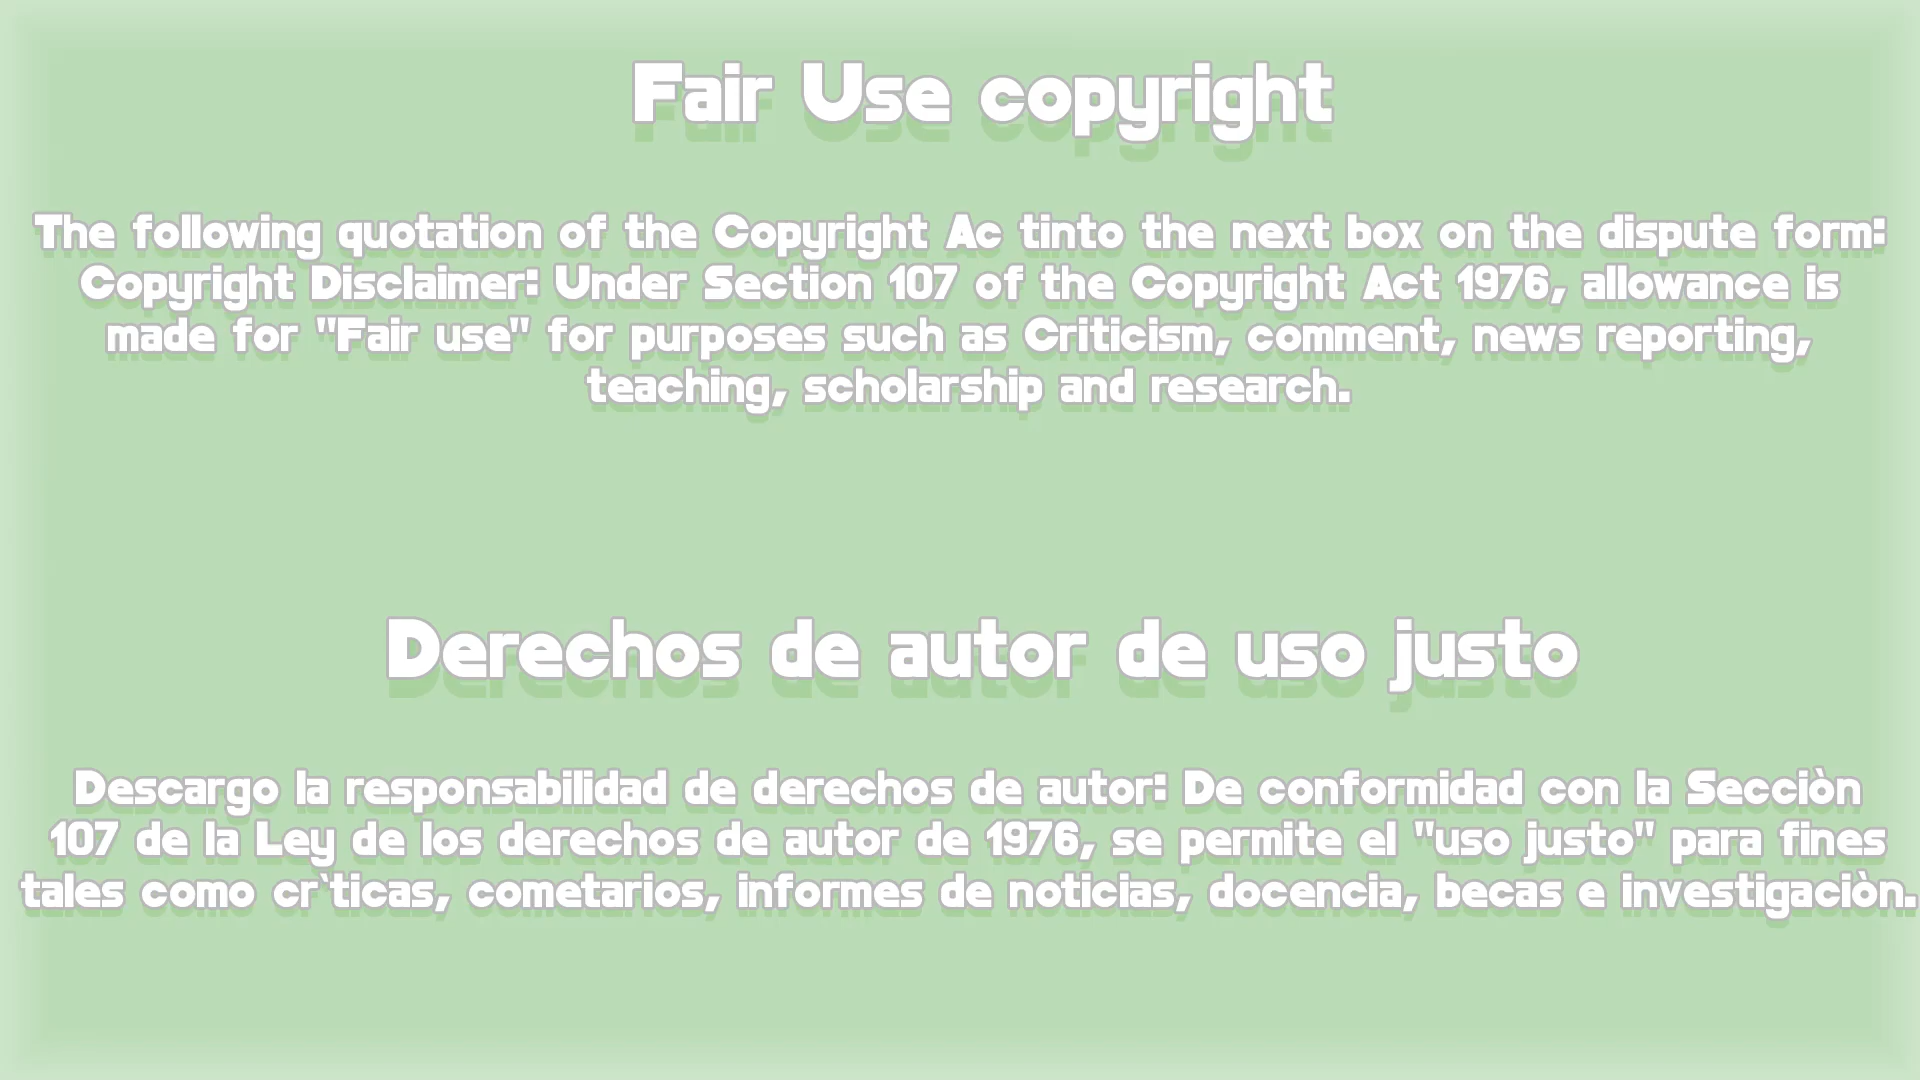 Fair Use copyright
The following quotation of the Copyright Ac tinto the next box on the dispute form:
Copyright Disclaimer: Under Section 107 of the Copyright Act 1976, allowance is
made for "Fair use" for purposes such as Criticism, comment, news reporting,
teaching, scholarship and research.
Derechos de autor de uso justo
Descargo la responsabilidad de derechos de autor: De conformidad con la Secciòn
107 de la Ley de los derechos de autor de 1976, se permite el "uso justo" para fines
tales como cr`ticas, cometarios, informes de noticias, docencia, becas e investigaciòn.